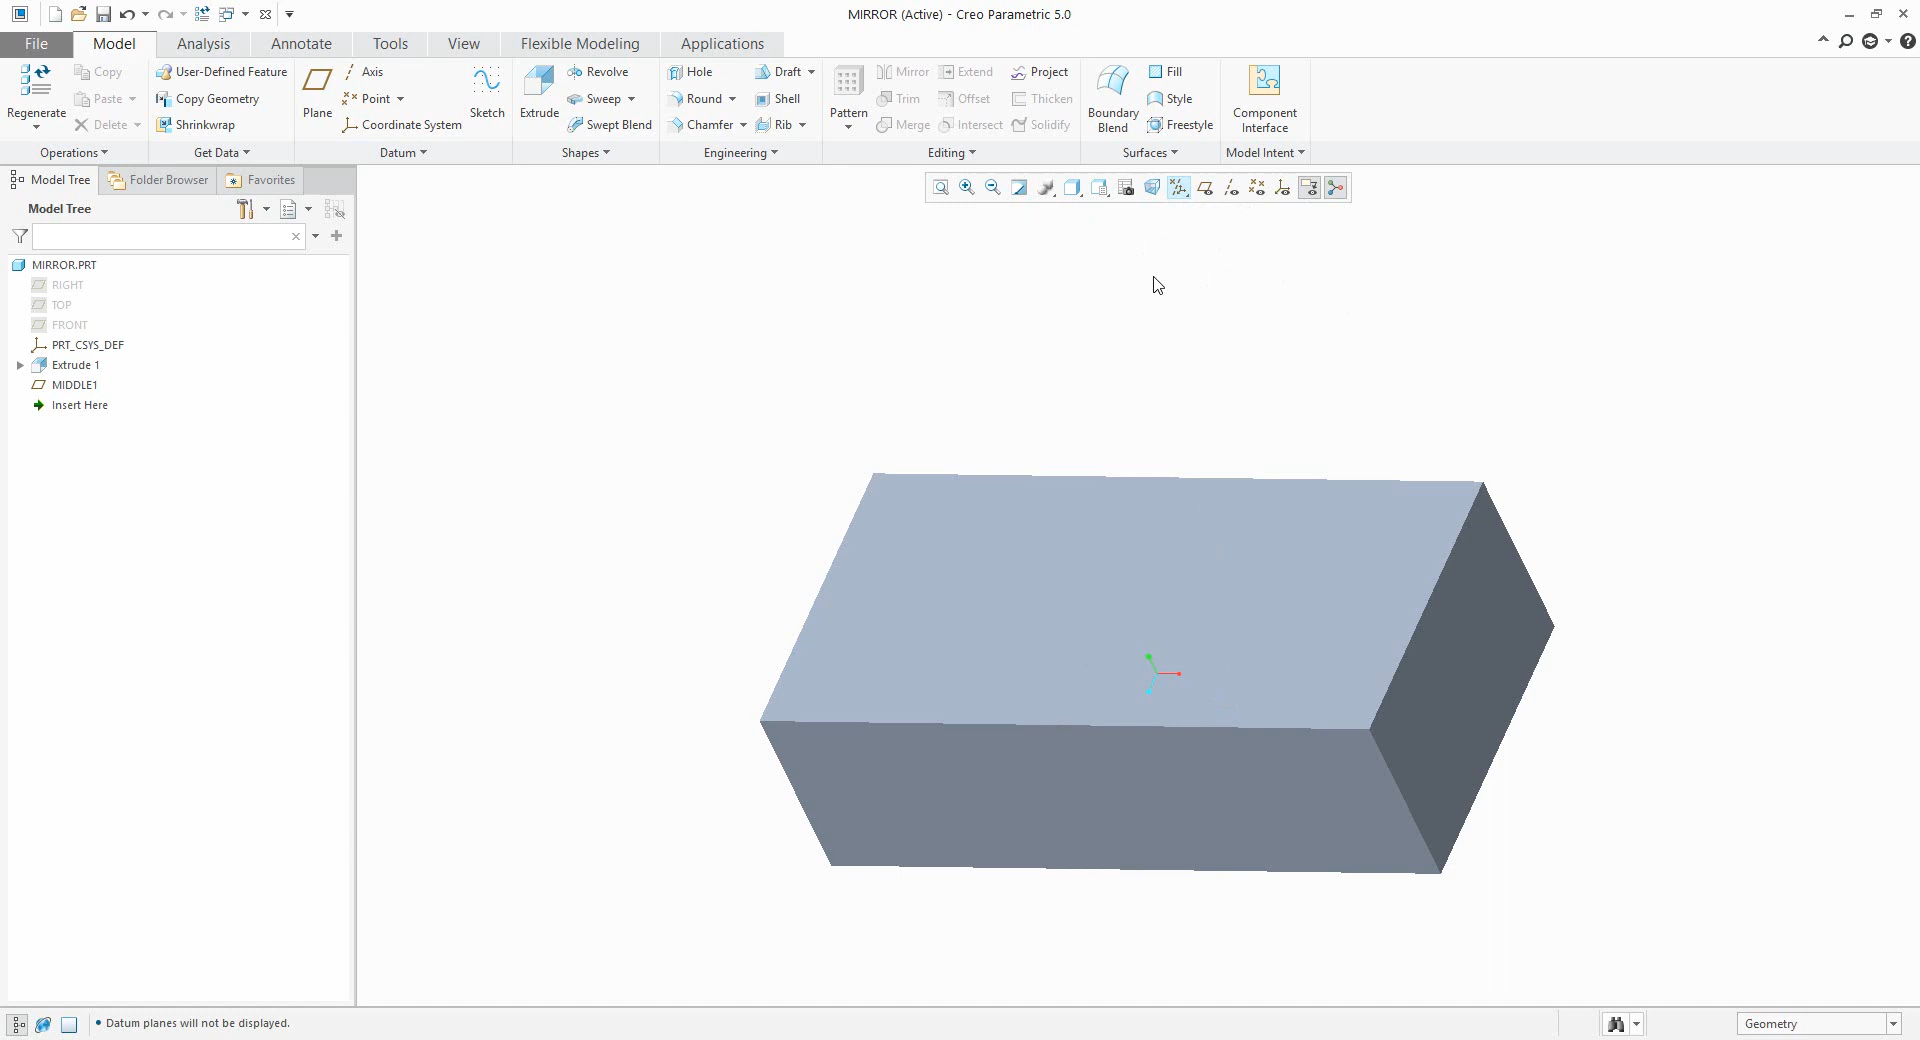 MIRROR (Active) - Creo Parametric 5.0
File Model Analysis Annotate Tools View Flexible Modeling Applications
Regenerate
Copy
Paste
Delete
Operations
User-Defined Feature
Copy Geometry
Shrinkwrap
Get Data
Plane
Axis
Point
Coordinate System
Sketch
Datum
Extrude
Revolve
Sweep
Swept Blend
Shapes
Hole
Round
Chamfer
Draft
Shell
Rib
Engineering
Pattern
Mirror
Trim
Merge
Extend
Offset
Intersect
Project
Thicken
Solidify
Editing
Boundary
Blend
Fill
Style
Freestyle
Surfaces
Component
Interface
Model Intent
Model Tree Folder Browser Favorites
Model Tree
MIRROR.PRT
RIGHT
TOP
FRONT
PRT_CSYS_DEF
Extrude 1
MIDDLE1
Insert Here
• Datum planes will not be displayed.
Geometry